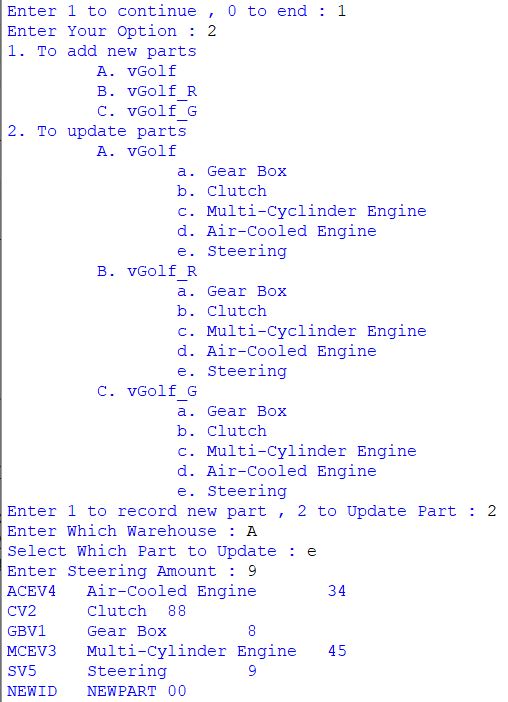 Enter 1 to continue , 0 to end : 1
Enter Your Option : 2
1. To add new parts
A. vGolf
B. vGolf_R
C. vGolf_G
2. To update parts
A. vGolf
a. Gear Box
b. Clutch
c. Multi-Cyclinder Engine
d. Air-Cooled Engine
e. Steering
B. vGolf_R
a. Gear Box
b. Clutch
c. Multi-Cyclinder Engine
d. Air-Cooled Engine
e. Steering
C. vGolf_G
a. Gear Box
b. Clutch
c. Multi-Cylinder Engine
d. Air-Cooled Engine
e. Steering
Enter 1 to record new part , 2 to Update Part : 2
Enter Which Warehouse : A
Select Which Part to Update : e
Enter Steering Amount : 9
ACEV4 Air-Cooled Engine 34
CV2 Clutch 88
GBV1 Gear Box 8
MCEV3 Multi-Cylinder Engine 45
SV5 Steering 9
NEWID NEWPART 00